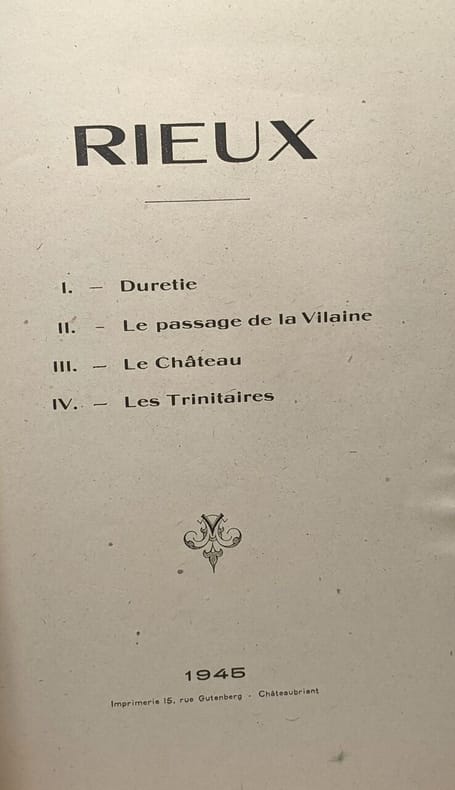 RIEUX
I. — Duretie
II. — Le passage de la Vilaine
III. — Le Château
IV. — Les Trinitaires
1945
Imprimerie 15, rue Gutenberg - Châteaubriant